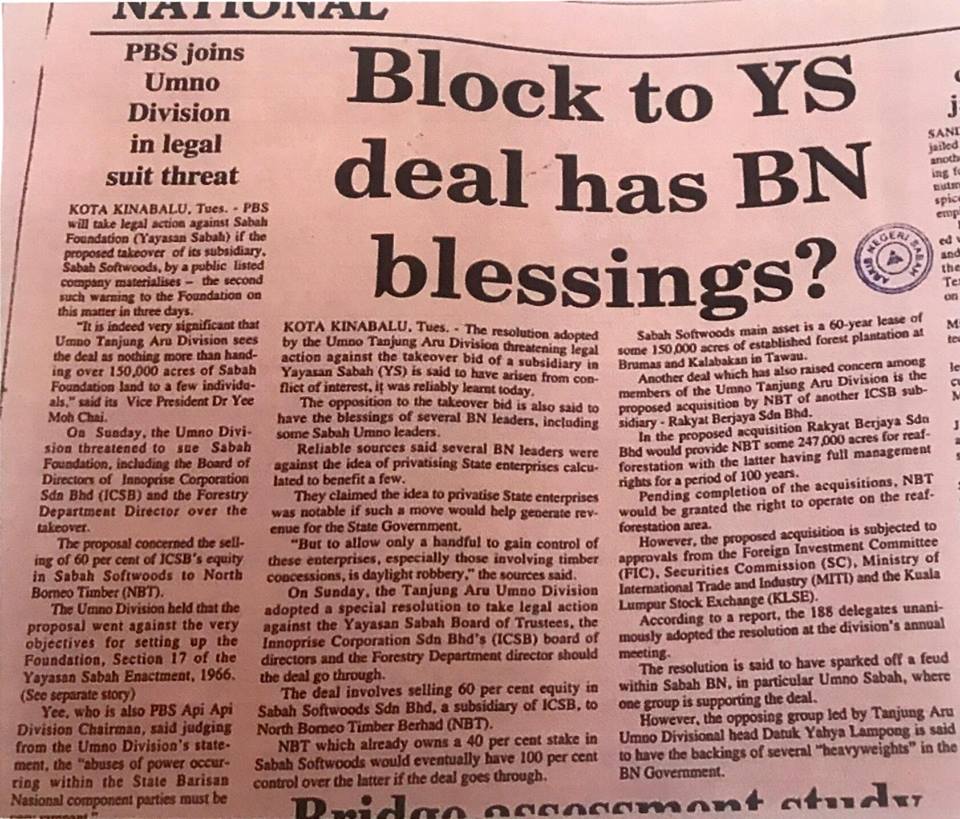 NATIONAL
PBS joins
Umno
Division
in legal
suit threat
KOTA KINABALU, Tues. - PBS
will take legal action against Sabah
Foundation (Yayasan Sabah) if the
proposed takeover of its subsidiary,
Sabah Softwoods, by a public listed
company materialises – the second
such warning to the Foundation on
this matter in three days.
"It is indeed very significant that
Umno Tanjung Aru Division sees
the deal as nothing more than hand-
ing over 150,000 acres of Sabah
Foundation land to a few individu-
als," said its Vice President Dr Yee
Moh Chai.
On Sunday, the Umno Divi-
sion threatened to sue Sabah
Foundation, including the Board of
Directors of Innoprise Corporation
Sdn Bhd (ICSB) and the Forestry
Department Director over the
takeover.
The proposal concerned the sell-
ing of 60 per cent of ICSB's equity
in Sabah Softwoods to North
Borneo Timber (NBT).
The Umno Division held that the
proposal went against the very
objectives for setting up the
Foundation, Section 17 of the
Yayasan Sabah Enactment, 1966.
(See separate story)
Yee, who is also PBS Api Api
Division Chairman, said judging
from the Umno Division's state-
ment, the "abuses of power occur-
ring within the State Barisan
Nasional component parties must be
Block to YS
deal has BN
blessings?
ARKIB NEGERI SABAH
KOTA KINABALU, Tues. - The resolution adopted
by the Umno Tanjung Aru Division threatening legal
action against the takeover bid of a subsidiary in
Yayasan Sabah (YS) is said to have arisen from con-
flict of interest, it was reliably learnt today.
The opposition to the takeover bid is also said to
have the blessings of several BN leaders, including
some Sabah Umno leaders.
Reliable sources said several BN leaders were
against the idea of privatising State enterprises calcu-
lated to benefit a few.
They claimed the idea to privatise State enterprises
was notable if such a move would help generate rev-
enue for the State Government.
"But to allow only a handful to gain control of
these enterprises, especially those involving timber
concessions, is daylight robbery," the sources said.
On Sunday, the Tanjung Aru Umno Division
adopted a special resolution to take legal action
against the Yayasan Sabah Board of Trustees, the
Innoprise Corporation Sdn Bhd's (ICSB) board of
directors and the Forestry Department director should
the deal go through.
The deal involves selling 60 per cent equity in
Sabah Softwoods Sdn Bhd, a subsidiary of ICSB, to
North Borneo Timber Berhad (NBT).
NBT which already owns a 40 per cent stake in
Sabah Softwoods would eventually have 100 per cent
control over the latter if the deal goes through.
Sabah Softwoods main asset is a 60-year lease of
some 150,000 acres of established forest plantation at
Brumas and Kalabakan in Tawau.
Another deal which has also raised concern among
members of the Umno Tanjung Aru Division is the
proposed acquisition by NBT of another ICSB sub-
sidiary - Rakyat Berjaya Sdn Bhd.
In the proposed acquisition Rakyat Berjaya Sdn
Bhd would provide NBT some 247,000 acres for reaf-
forestation with the latter having full management
rights for a period of 100 years.
Pending completion of the acquisitions, NBT
would be granted the right to operate on the reaf-
forestation area.
However, the proposed acquisition is subjected to
approvals from the Foreign Investment Committee
(FIC), Securities Commission (SC), Ministry of
International Trade and Industry (MITI) and the Kuala
Lumpur Stock Exchange (KLSE).
According to a report, the 188 delegates unani-
mously adopted the resolution at the division's annual
meeting.
The resolution is said to have sparked off a feud
within Sabah BN, in particular Umno Sabah, where
one group is supporting the deal.
However, the opposing group led by Tanjung Aru
Umno Divisional head Datuk Yahya Lampong is said
to have the backings of several "heavyweights" in the
BN Government.
Bridge assessment study